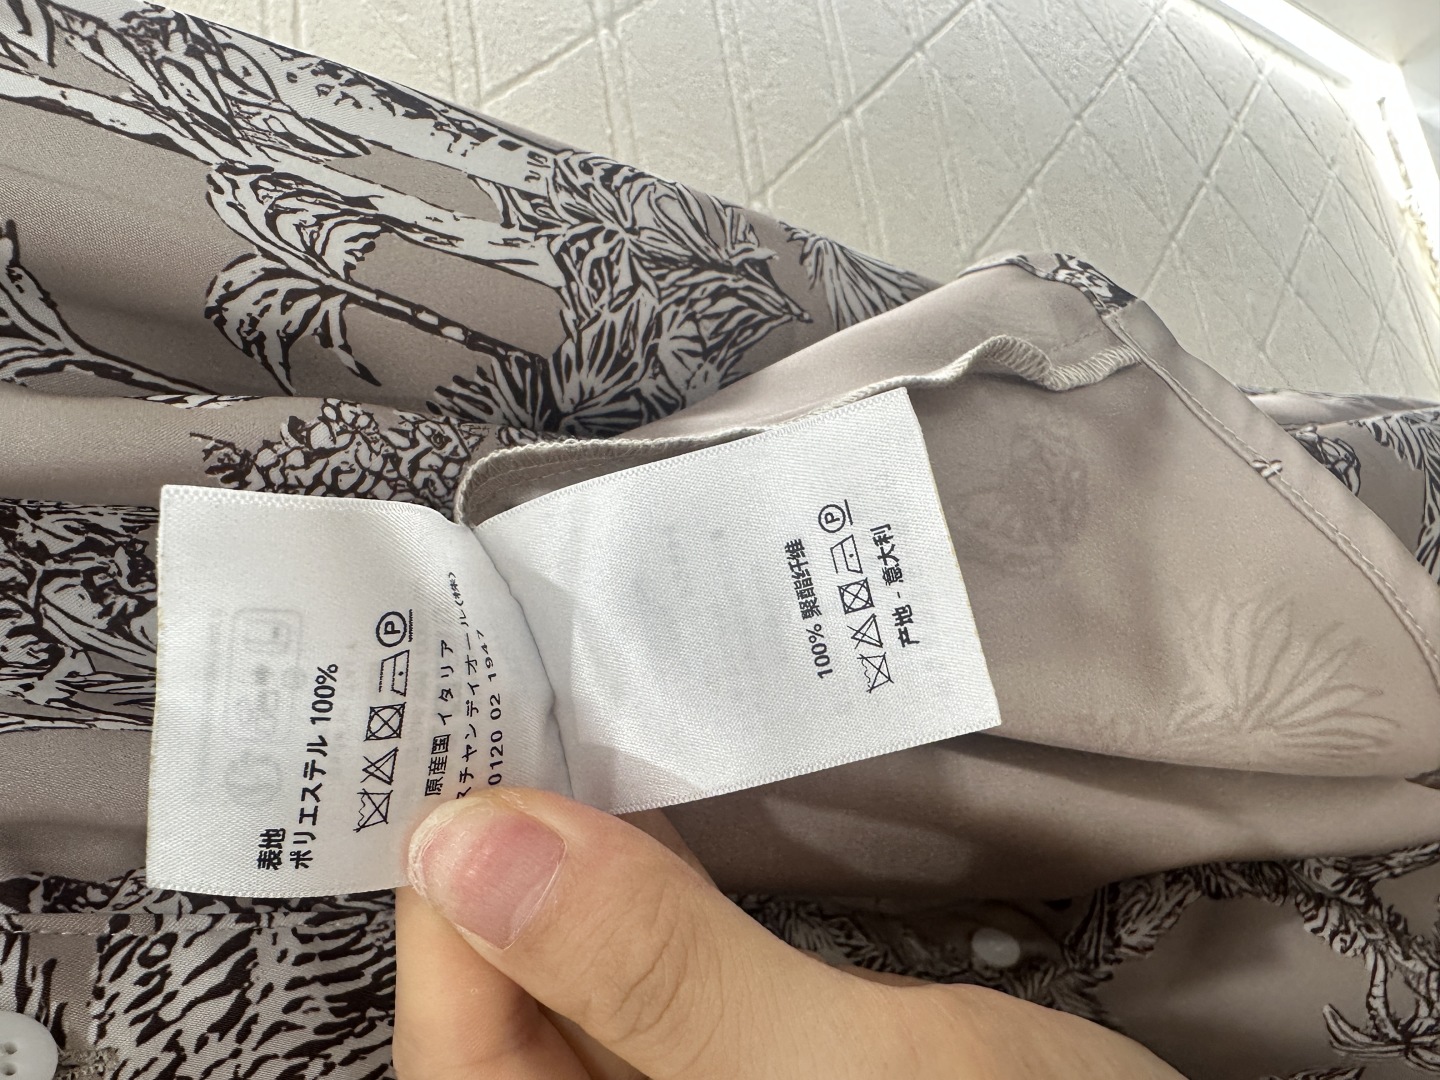 表地
ポリエステル 100%
原産国 イタリア
スチャンディオール(株)
0120 02 1947
100% 聚酯纤维
P
产地 - 意大利